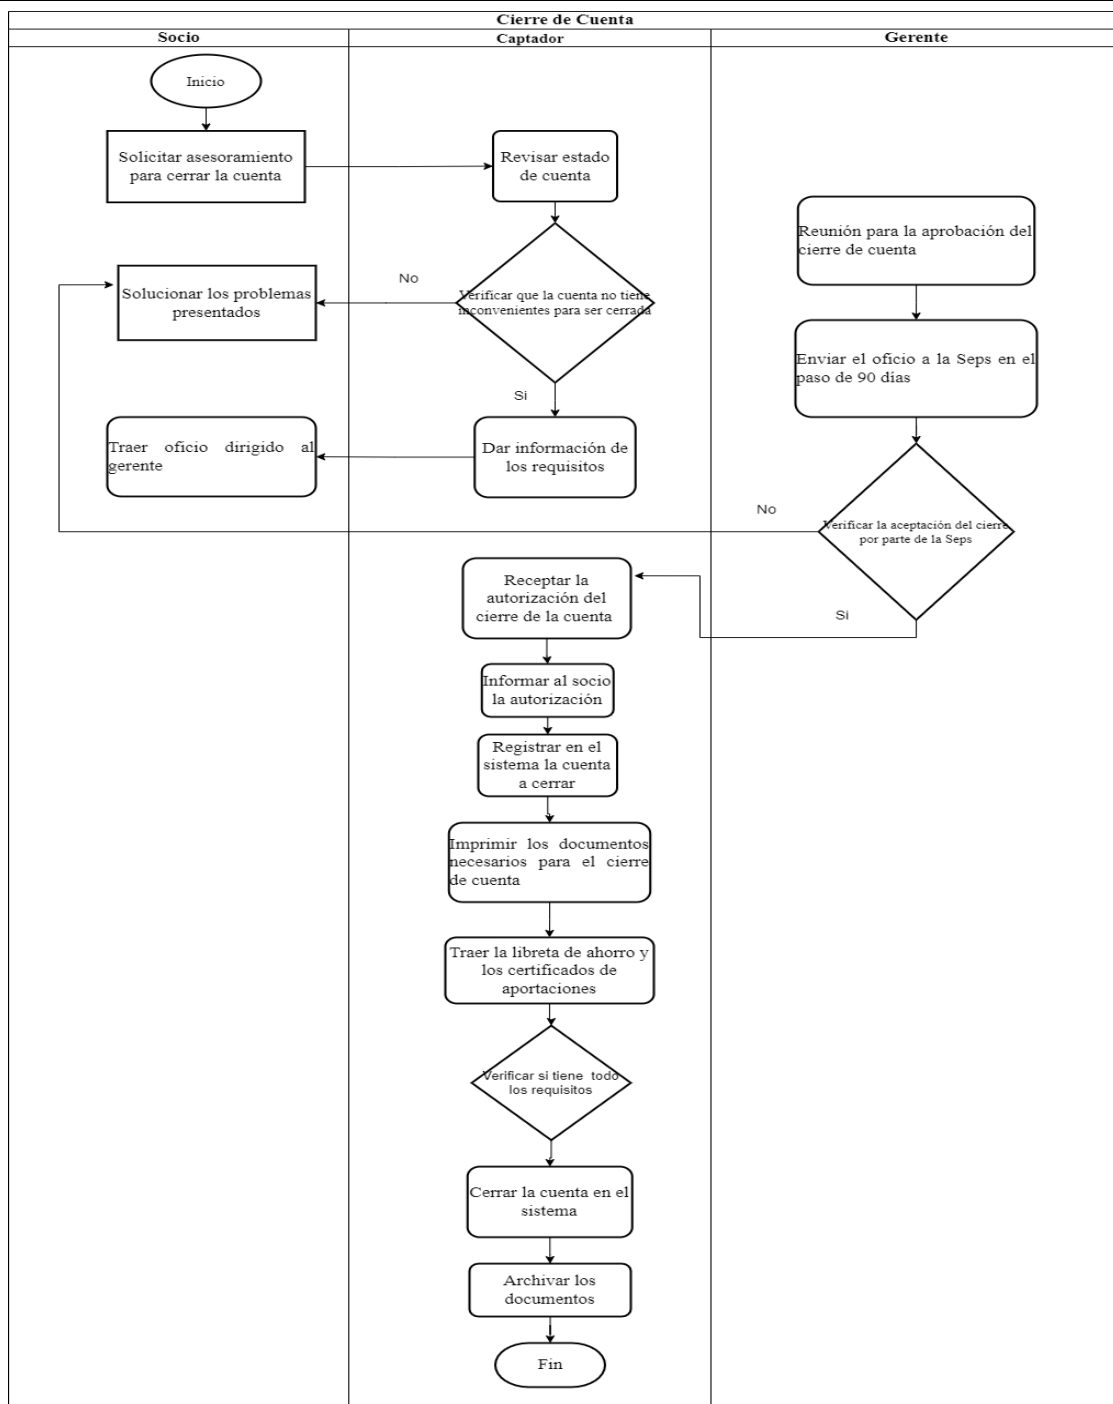 Cierre de Cuenta
Socio
Captador
Gerente
Inicio
Solicitar asesoramiento
para cerrar la cuenta
Revisar estado
de cuenta
Reunión para la aprobación del
cierre de cuenta
No
Solucionar los problemas
presentados
Verificar que la cuenta no tiene
inconvenientes para ser cerrada
Enviar el oficio a la Seps en el
paso de 90 días
Si
Traer oficio dirigido al
gerente
Dar información de
los requisitos
No
Verificar la aceptación del cierre
por parte de la Seps
Receptar la
autorización del
cierre de la cuenta
Si
Informar al socio
la autorización
Registrar en el
sistema la cuenta
a cerrar
Imprimir los documentos
necesarios para el cierre
de cuenta
Traer la libreta de ahorro y
los certificados de
aportaciones
Verificar si tiene todo
los requisitos
Cerrar la cuenta en el
sistema
Archivar los
documentos
Fin